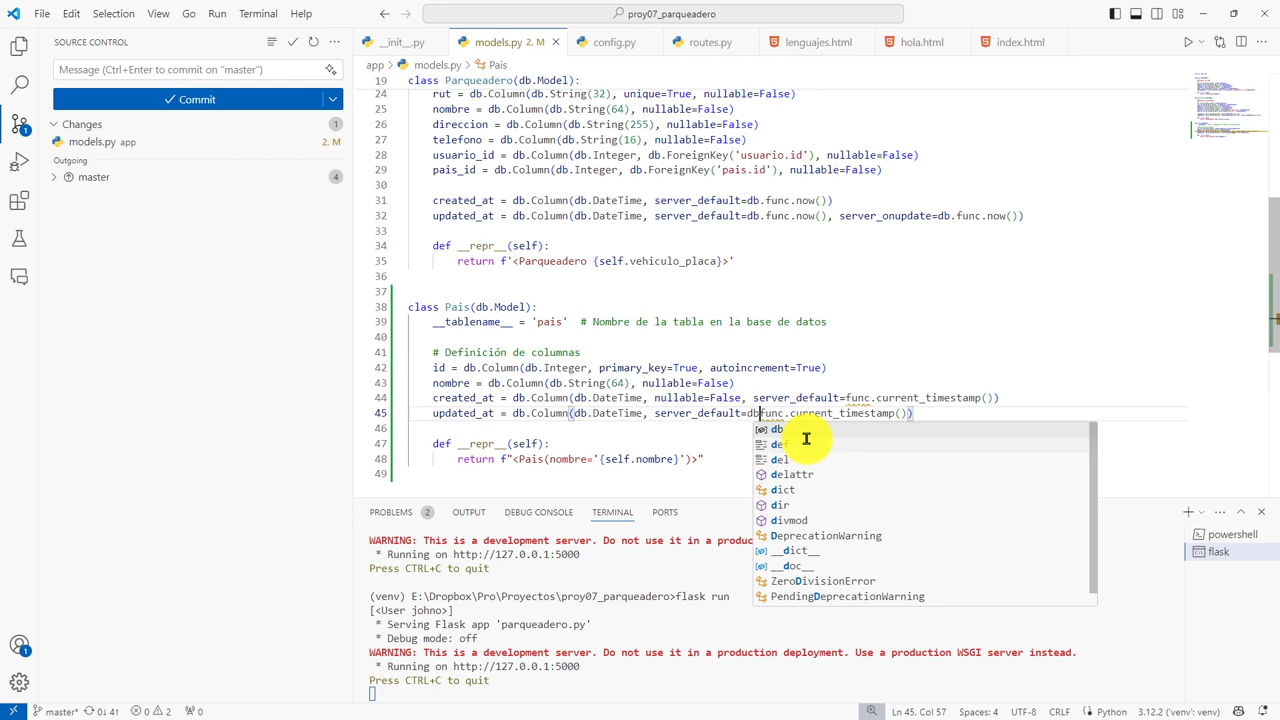 File Edit Selection View Go Run Terminal Help
proy07_parqueadero
SOURCE CONTROL
Message (Ctrl+Enter to commit on "master")
Commit
Changes 1
models.py app 2, M
Outgoing
master 4
__init__.py
models.py 2, M
config.py
routes.py
lenguajes.html
hola.html
index.html
app > models.py > Pais
19 class Parqueadero(db.Model):
24 rut = db.Column(db.String(32), unique=True, nullable=False)
25 nombre = db.Column(db.String(64), nullable=False)
26 direccion = db.Column(db.String(255), nullable=False)
27 telefono = db.Column(db.String(16), nullable=False)
28 usuario_id = db.Column(db.Integer, db.ForeignKey('usuario.id'), nullable=False)
29 pais_id = db.Column(db.Integer, db.ForeignKey('pais.id'), nullable=False)
30
31 created_at = db.Column(db.DateTime, server_default=db.func.now())
32 updated_at = db.Column(db.DateTime, server_default=db.func.now(), server_onupdate=db.func.now())
33
34 def __repr__(self):
35 return f'<Parqueadero {self.vehiculo_placa}>'
36
37
38 class Pais(db.Model):
39 __tablename__ = 'pais' # Nombre de la tabla en la base de datos
40
41 # Definición de columnas
42 id = db.Column(db.Integer, primary_key=True, autoincrement=True)
43 nombre = db.Column(db.String(64), nullable=False)
44 created_at = db.Column(db.DateTime, nullable=False, server_default=func.current_timestamp())
45 updated_at = db.Column(db.DateTime, server_default=dbfunc.current_timestamp())
46
47 def __repr__(self):
48 return f"<Pais(nombre='{self.nombre}')>"
49
db
def
del
delattr
dict
dir
divmod
DeprecationWarning
__dict__
__doc__
ZeroDivisionError
PendingDeprecationWarning
PROBLEMS 2 OUTPUT DEBUG CONSOLE TERMINAL PORTS
WARNING: This is a development server. Do not use it in a produc
* Running on http://127.0.0.1:5000
Press CTRL+C to quit
(venv) E:\Dropbox\Pro\Proyectos\proy07_parqueadero>flask run
[<User johno>]
* Serving Flask app 'parqueadero.py'
* Debug mode: off
WARNING: This is a development server. Do not use it in a production deployment. Use a production WSGI server instead.
* Running on http://127.0.0.1:5000
Press CTRL+C to quit
powershell
flask
1
master* 0↓ 4↑ 0 2 0
Ln 45, Col 57 Spaces: 4 UTF-8 CRLF Python 3.12.2 ('venv': venv)